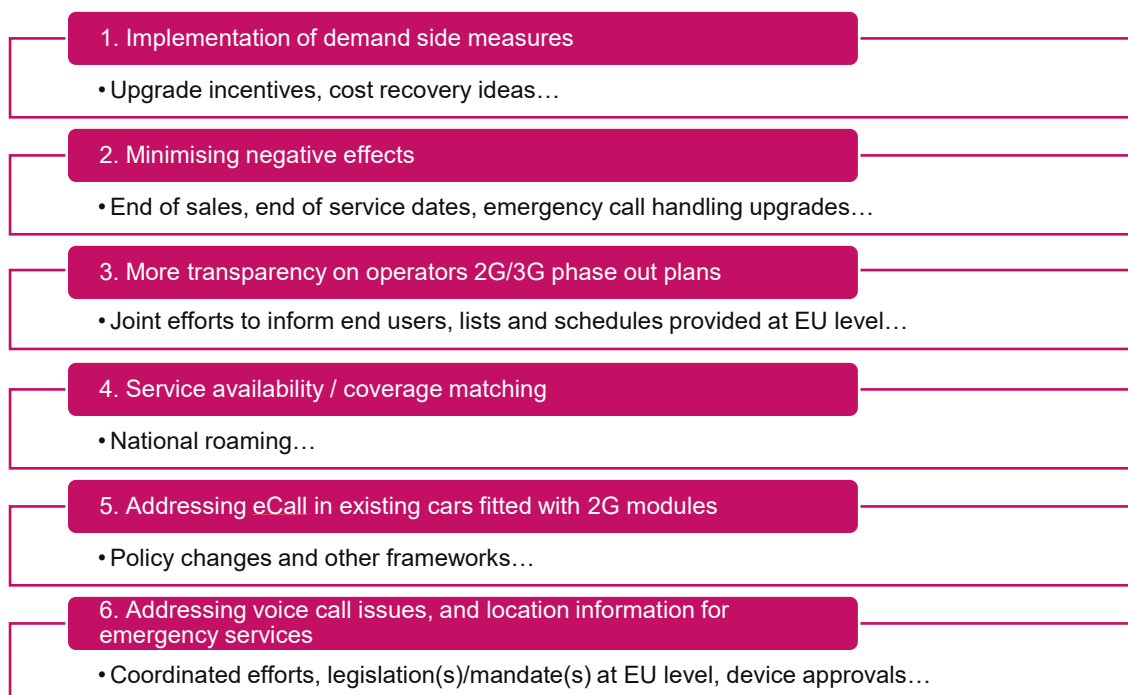 1. Implementation of demand side measures
• Upgrade incentives, cost recovery ideas…
2. Minimising negative effects
• End of sales, end of service dates, emergency call handling upgrades…
3. More transparency on operators 2G/3G phase out plans
• Joint efforts to inform end users, lists and schedules provided at EU level…
4. Service availability / coverage matching
• National roaming…
5. Addressing eCall in existing cars fitted with 2G modules
• Policy changes and other frameworks…
6. Addressing voice call issues, and location information for
emergency services
• Coordinated efforts, legislation(s)/mandate(s) at EU level, device approvals…